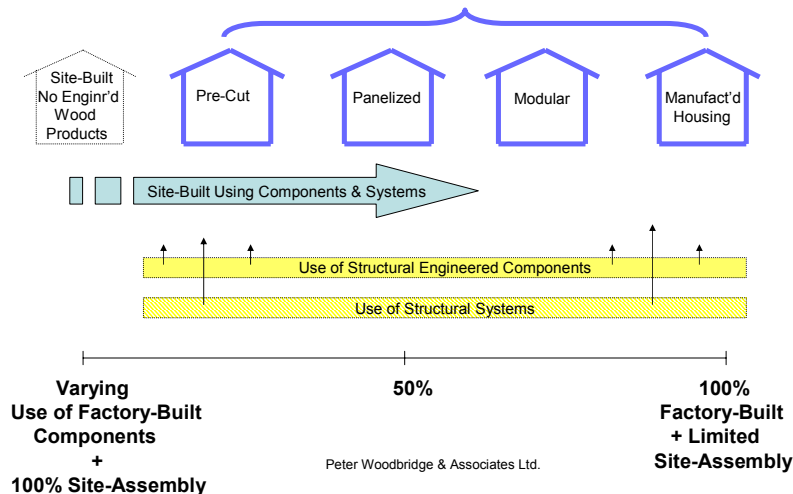 Site-Built
No Enginr'd
Wood
Products
Pre-Cut
Panelized
Modular
Manufact'd
Housing
Site-Built Using Components & Systems
Use of Structural Engineered Components
Use of Structural Systems
Varying
Use of Factory-Built
Components
+
100% Site-Assembly
50%
100%
Factory-Built
+ Limited
Site-Assembly
Peter Woodbridge & Associates Ltd.